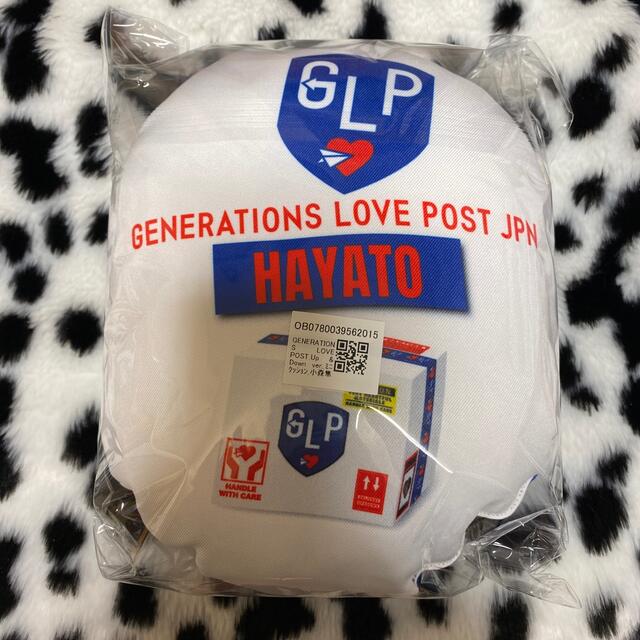 GLP
GENERATIONS LOVE POST JPN
HAYATO
OB0780039562015
GENERATION
S LOVE
POST Up &
Down ver.ミニ
クッション.小森隼
GLP
HANDLE
WITH CARE